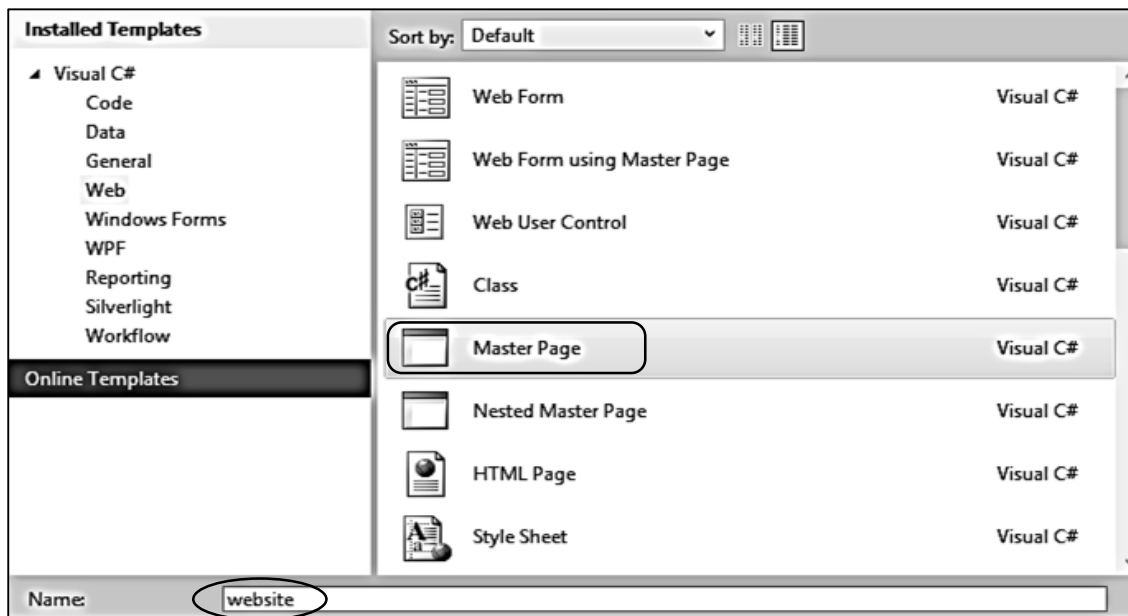 Installed Templates
Visual C#
Code
Data
General
Web
Windows Forms
WPF
Reporting
Silverlight
Workflow
Online Templates
Sort by: Default
Web Form Visual C#
Web Form using Master Page Visual C#
Web User Control Visual C#
C# Class Visual C#
Master Page Visual C#
Nested Master Page Visual C#
HTML Page Visual C#
Style Sheet Visual C#
Name: website